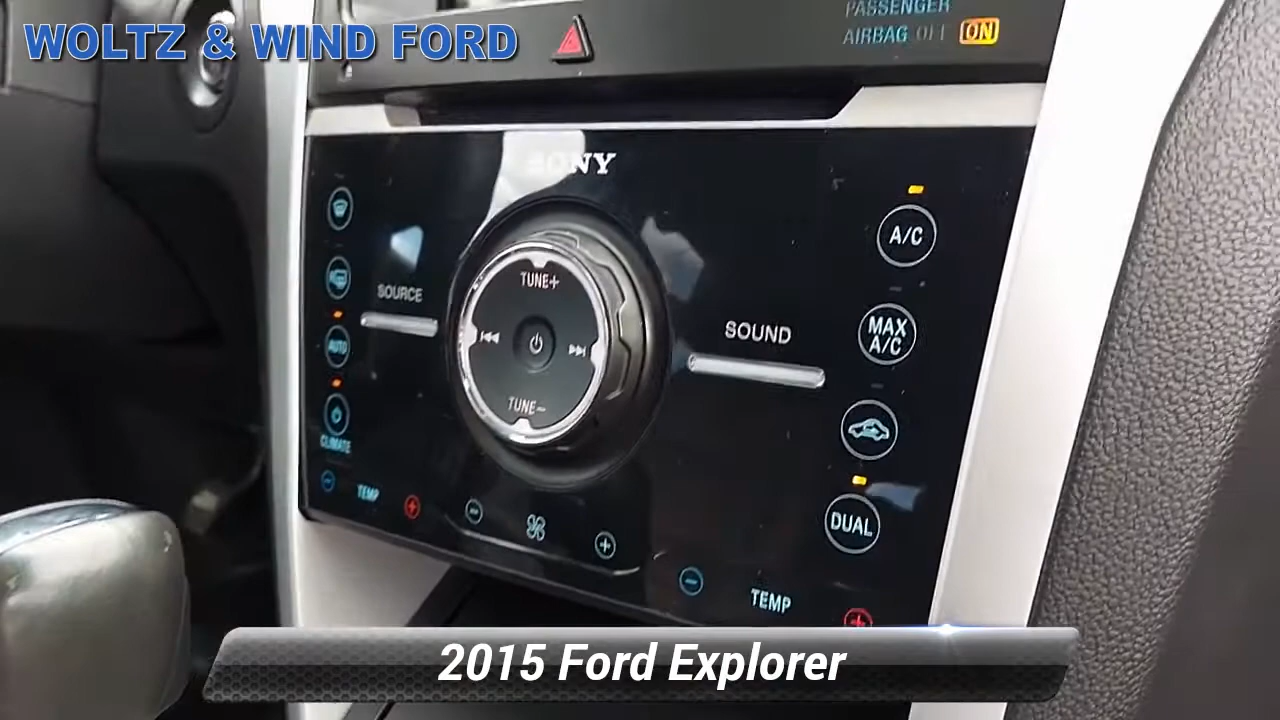 WOLTZ & WIND FORD
PASSENGER
AIRBAG OFF ON
SONY
A/C
TUNE+
SOURCE
SOUND
MAX
A/C
AUTO
TUNE-
CLIMATE
TEMP
DUAL
TEMP
2015 Ford Explorer